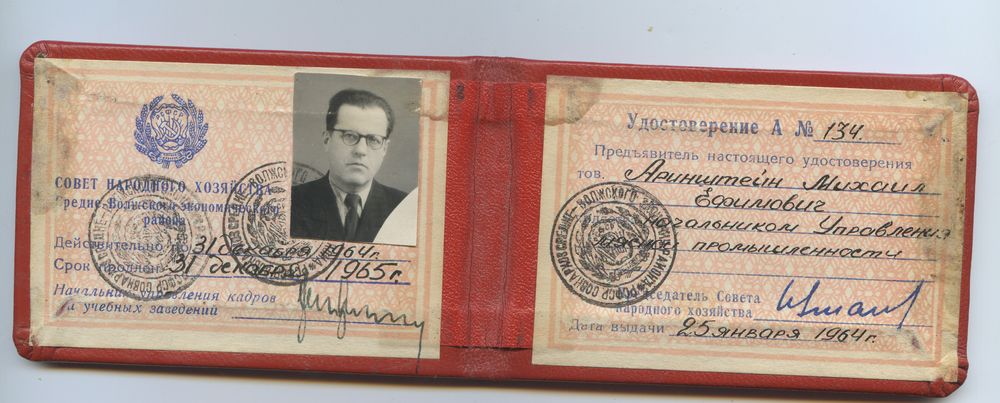 РСФСР
СОВЕТ НАРОДНОГО ХОЗЯЙСТВА
редне-Волжского экономического
района
Действительно по 31 декабря 1964г.
Срок продлен 31 декабря 1965г.
Начальник Управления кадров
и учебных заведений
Удостоверение А № 134
Предъявитель настоящего удостоверения
тов. Аринштейн Михаил
Ефимович
начальником Управления
мясной промышленности
Председатель Совета
народного хозяйства
Дата выдачи 25 января 1964г.